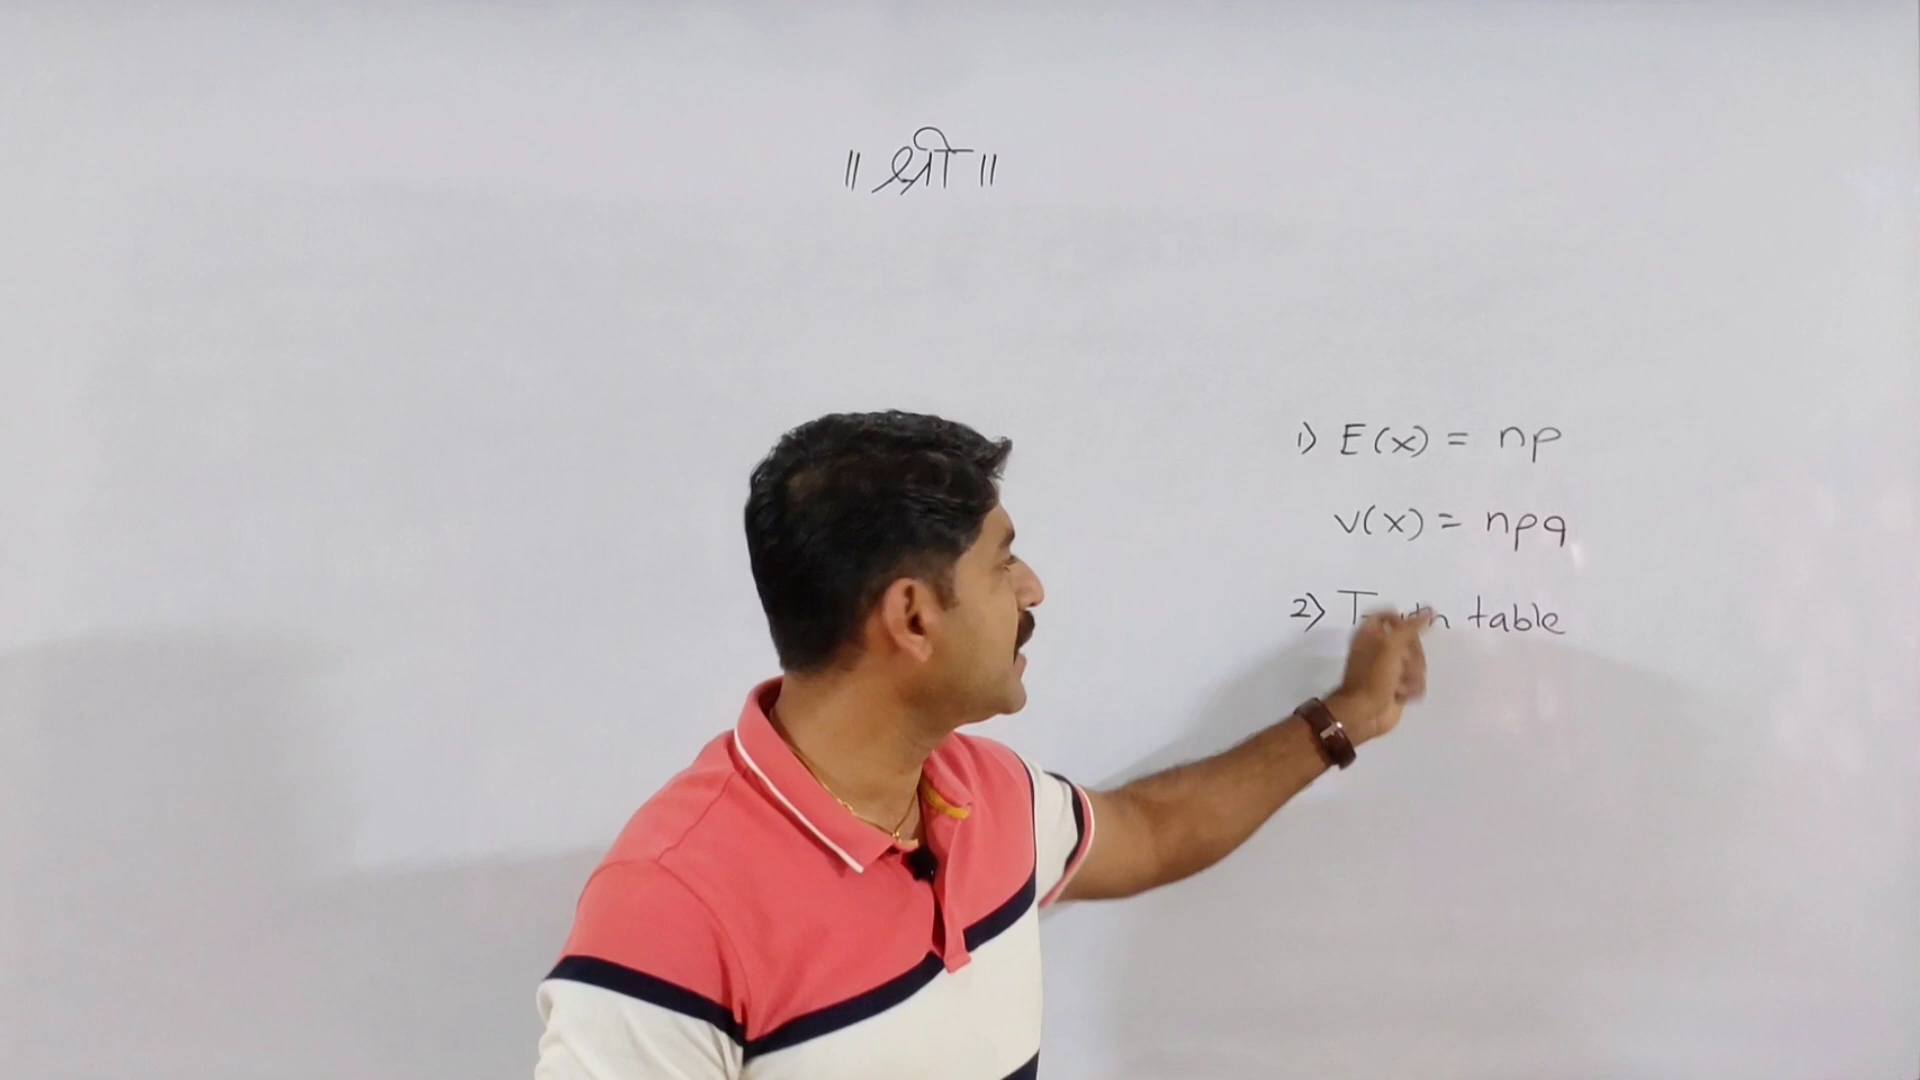 ॥ श्री ॥
1) E(x) = np
V(x) = npq
2) Truth table